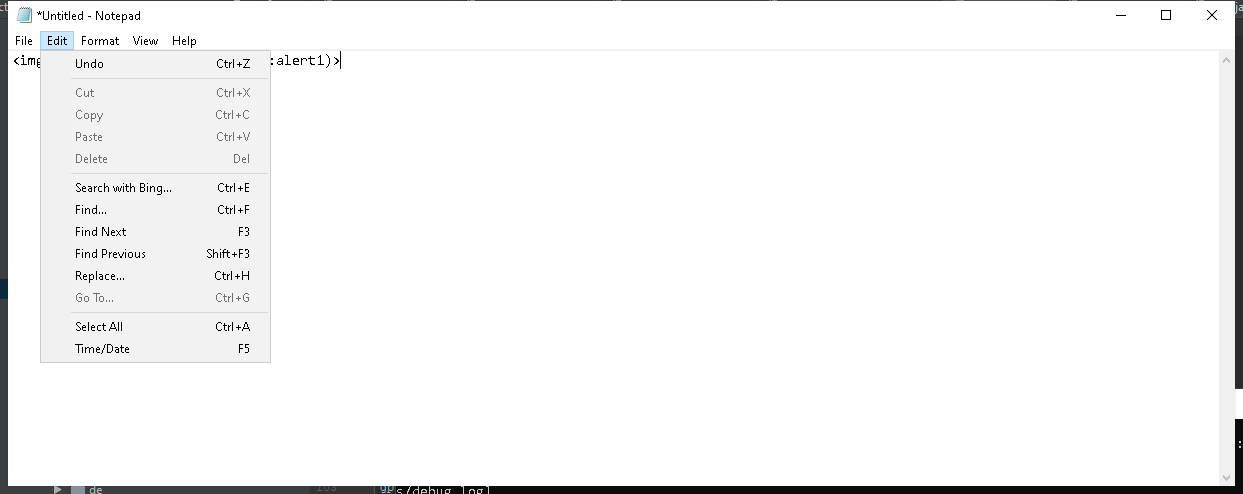 *Untitled - Notepad
File Edit Format View Help
<img :alert1)>
Undo Ctrl+Z
Cut Ctrl+X
Copy Ctrl+C
Paste Ctrl+V
Delete Del
Search with Bing... Ctrl+E
Find... Ctrl+F
Find Next F3
Find Previous Shift+F3
Replace... Ctrl+H
Go To... Ctrl+G
Select All Ctrl+A
Time/Date F5
de 103 s/debug.log]